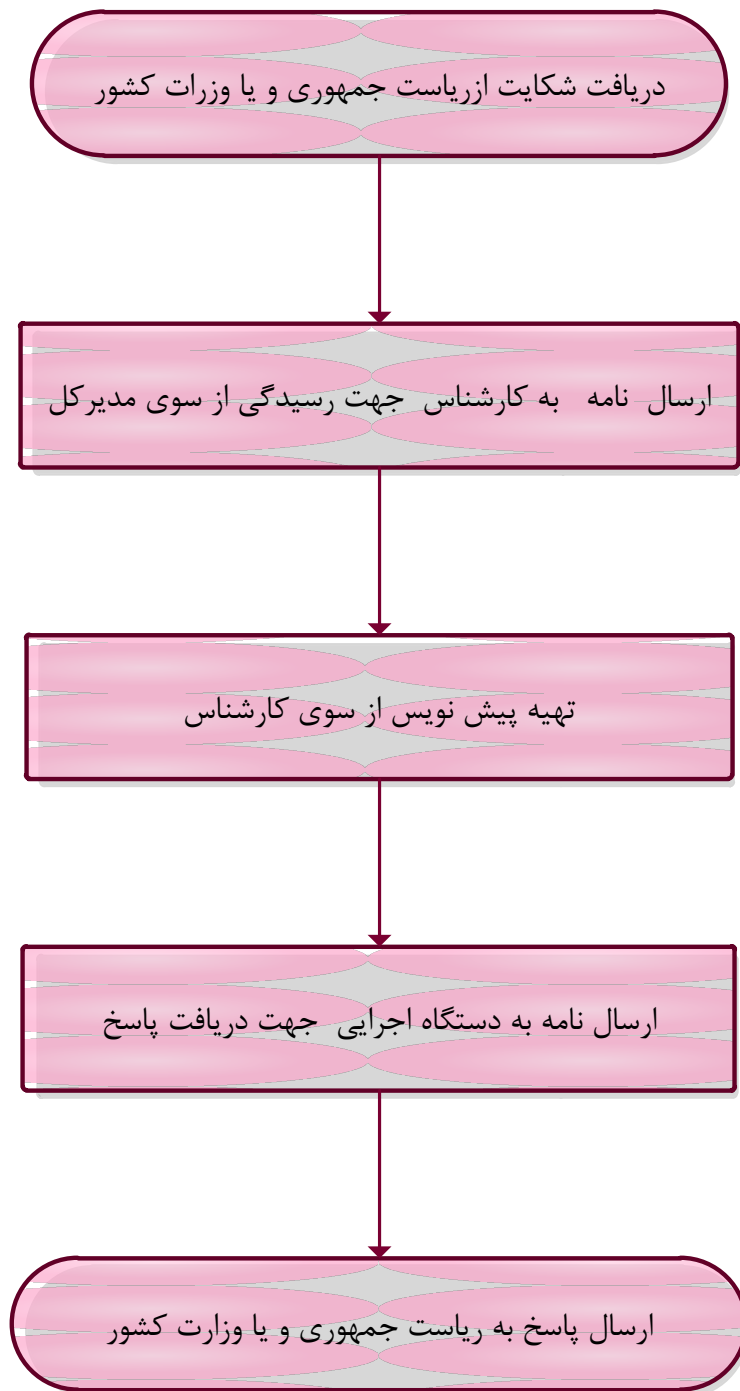 دریافت شکایت ازریاست جمهوری و یا وزرات کشور
ارسال نامه به کارشناس جهت رسیدگی از سوی مدیرکل
تهیه پیش نویس از سوی کارشناس
ارسال نامه به دستگاه اجرایی جهت دریافت پاسخ
ارسال پاسخ به ریاست جمهوری و یا وزارت کشور